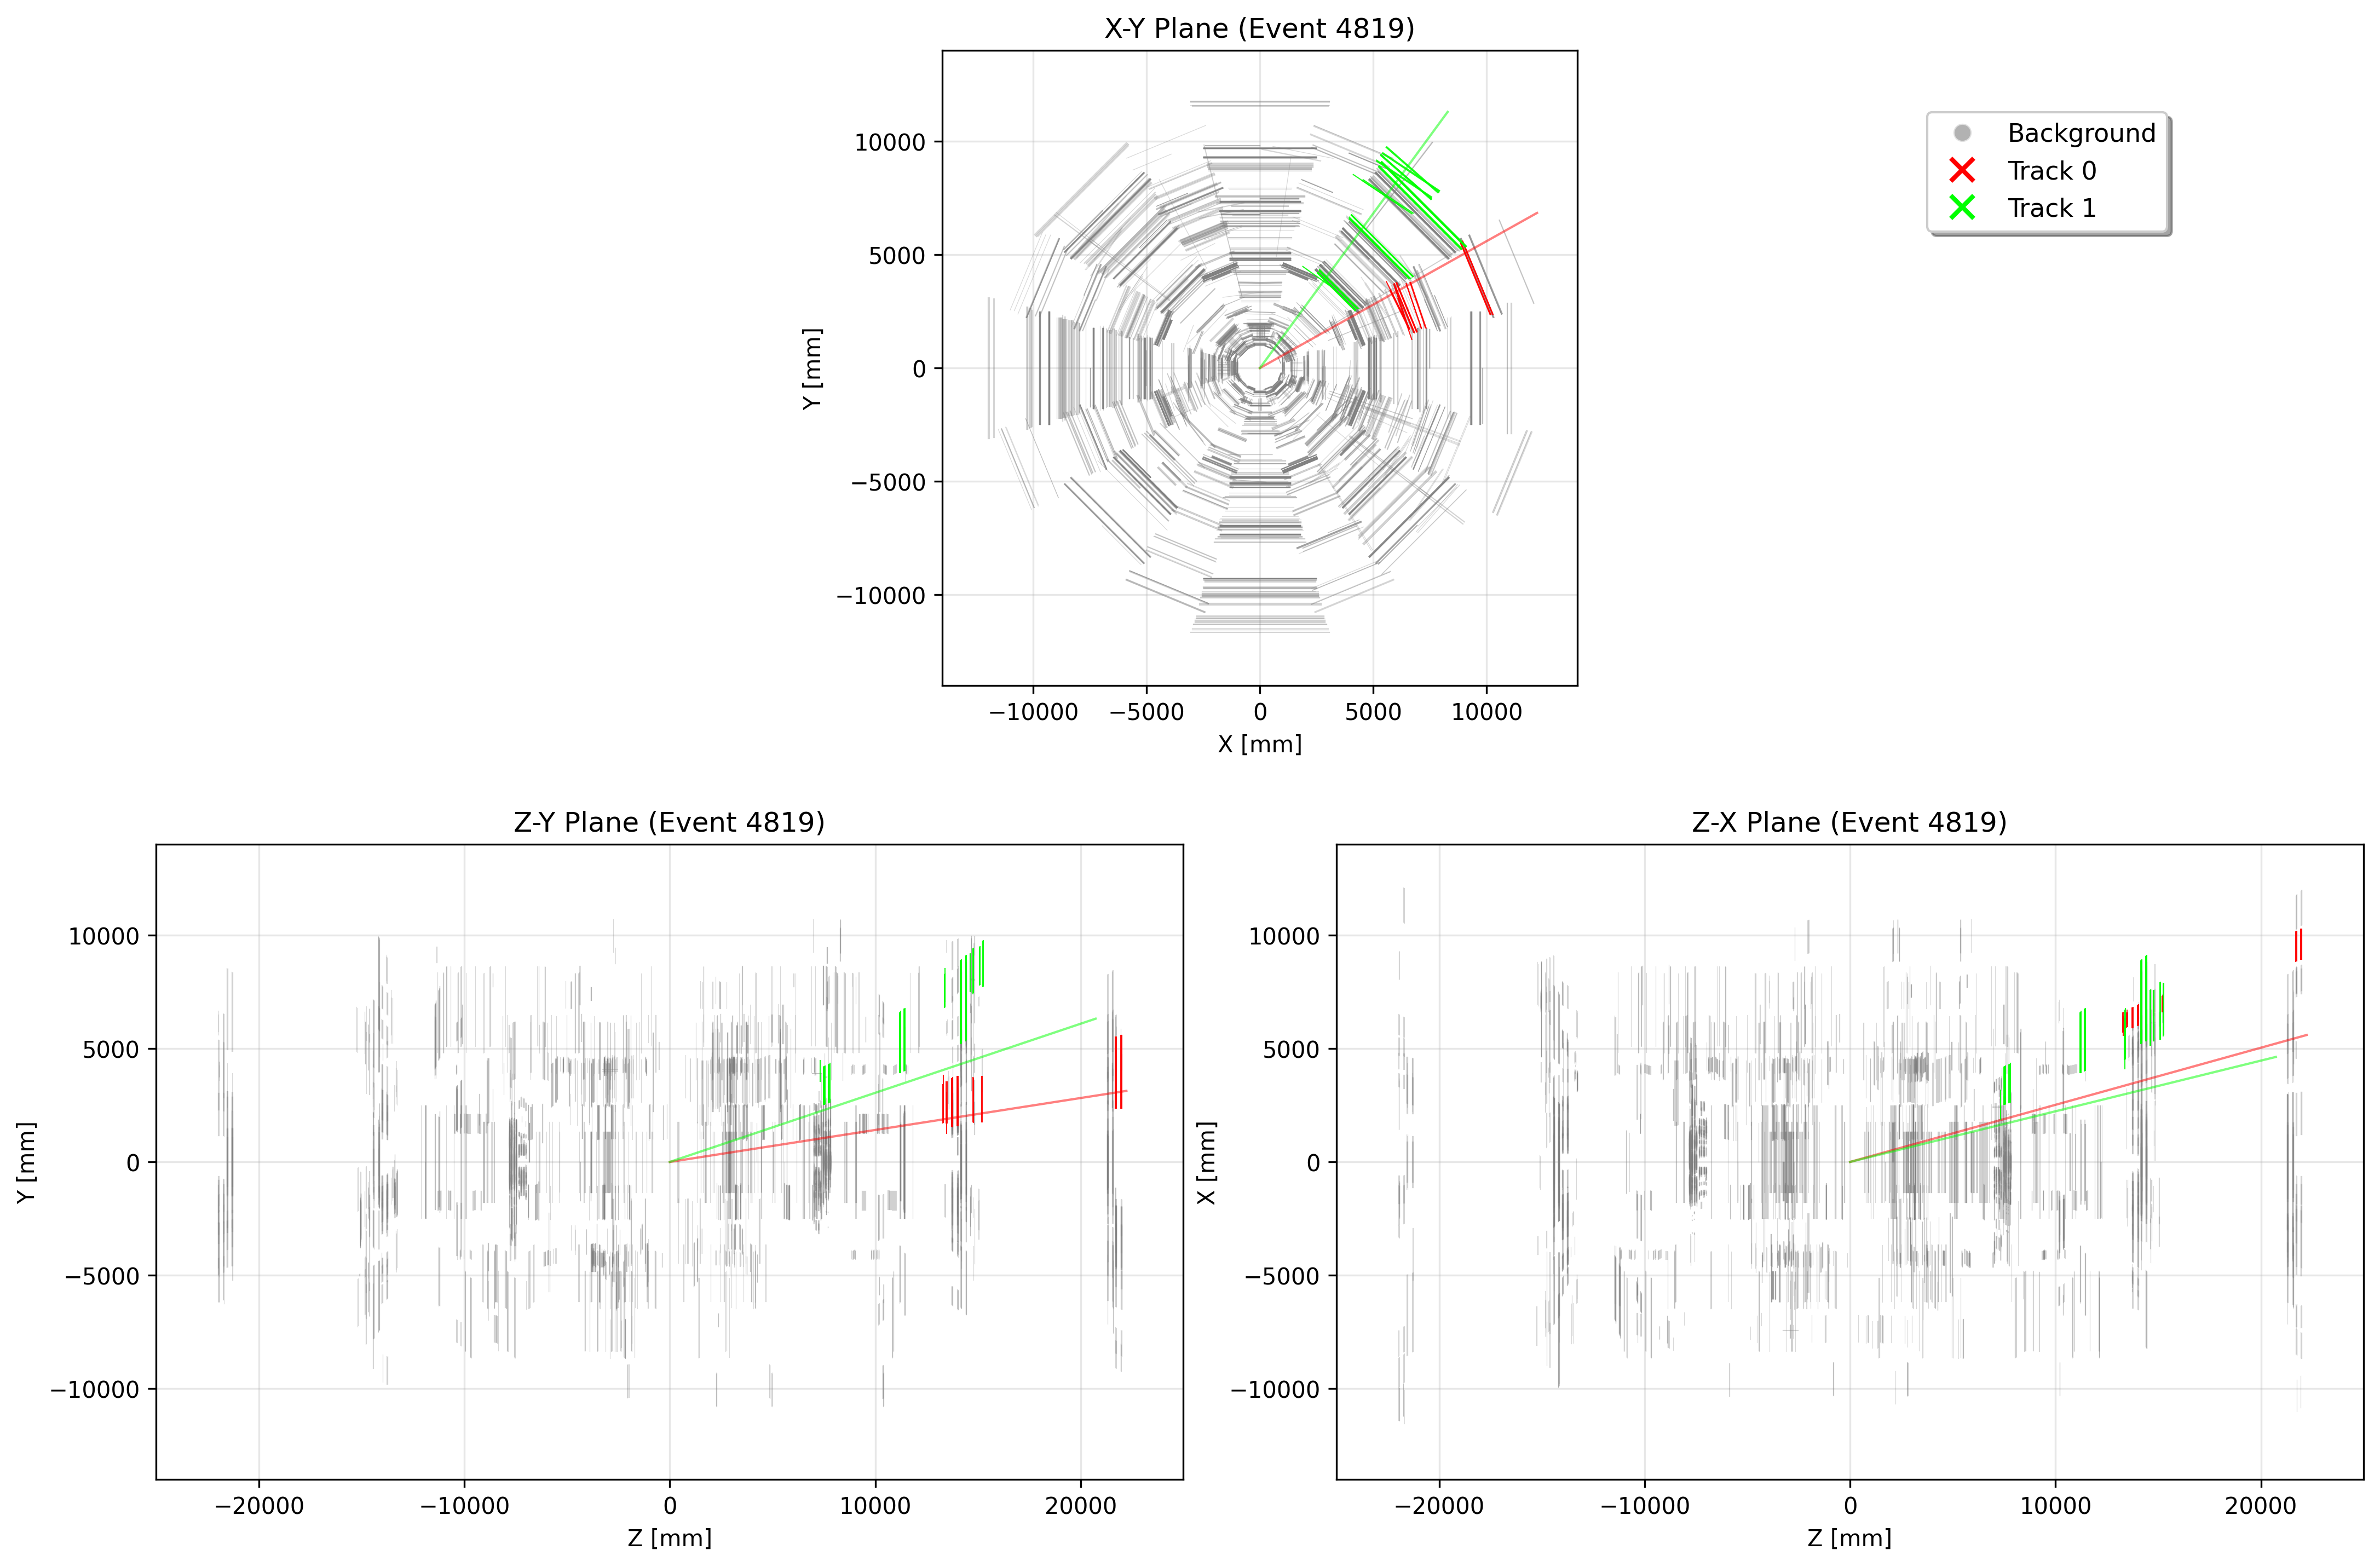 X-Y Plane (Event 4819)
10000
5000
0
−5000
−10000
Y [mm]
−10000 −5000 0 5000 10000
X [mm]
Background
Track 0
Track 1
Z-Y Plane (Event 4819)
10000
5000
0
−5000
−10000
Y [mm]
−20000 −10000 0 10000 20000
Z [mm]
Z-X Plane (Event 4819)
10000
5000
0
−5000
−10000
X [mm]
−20000 −10000 0 10000 20000
Z [mm]